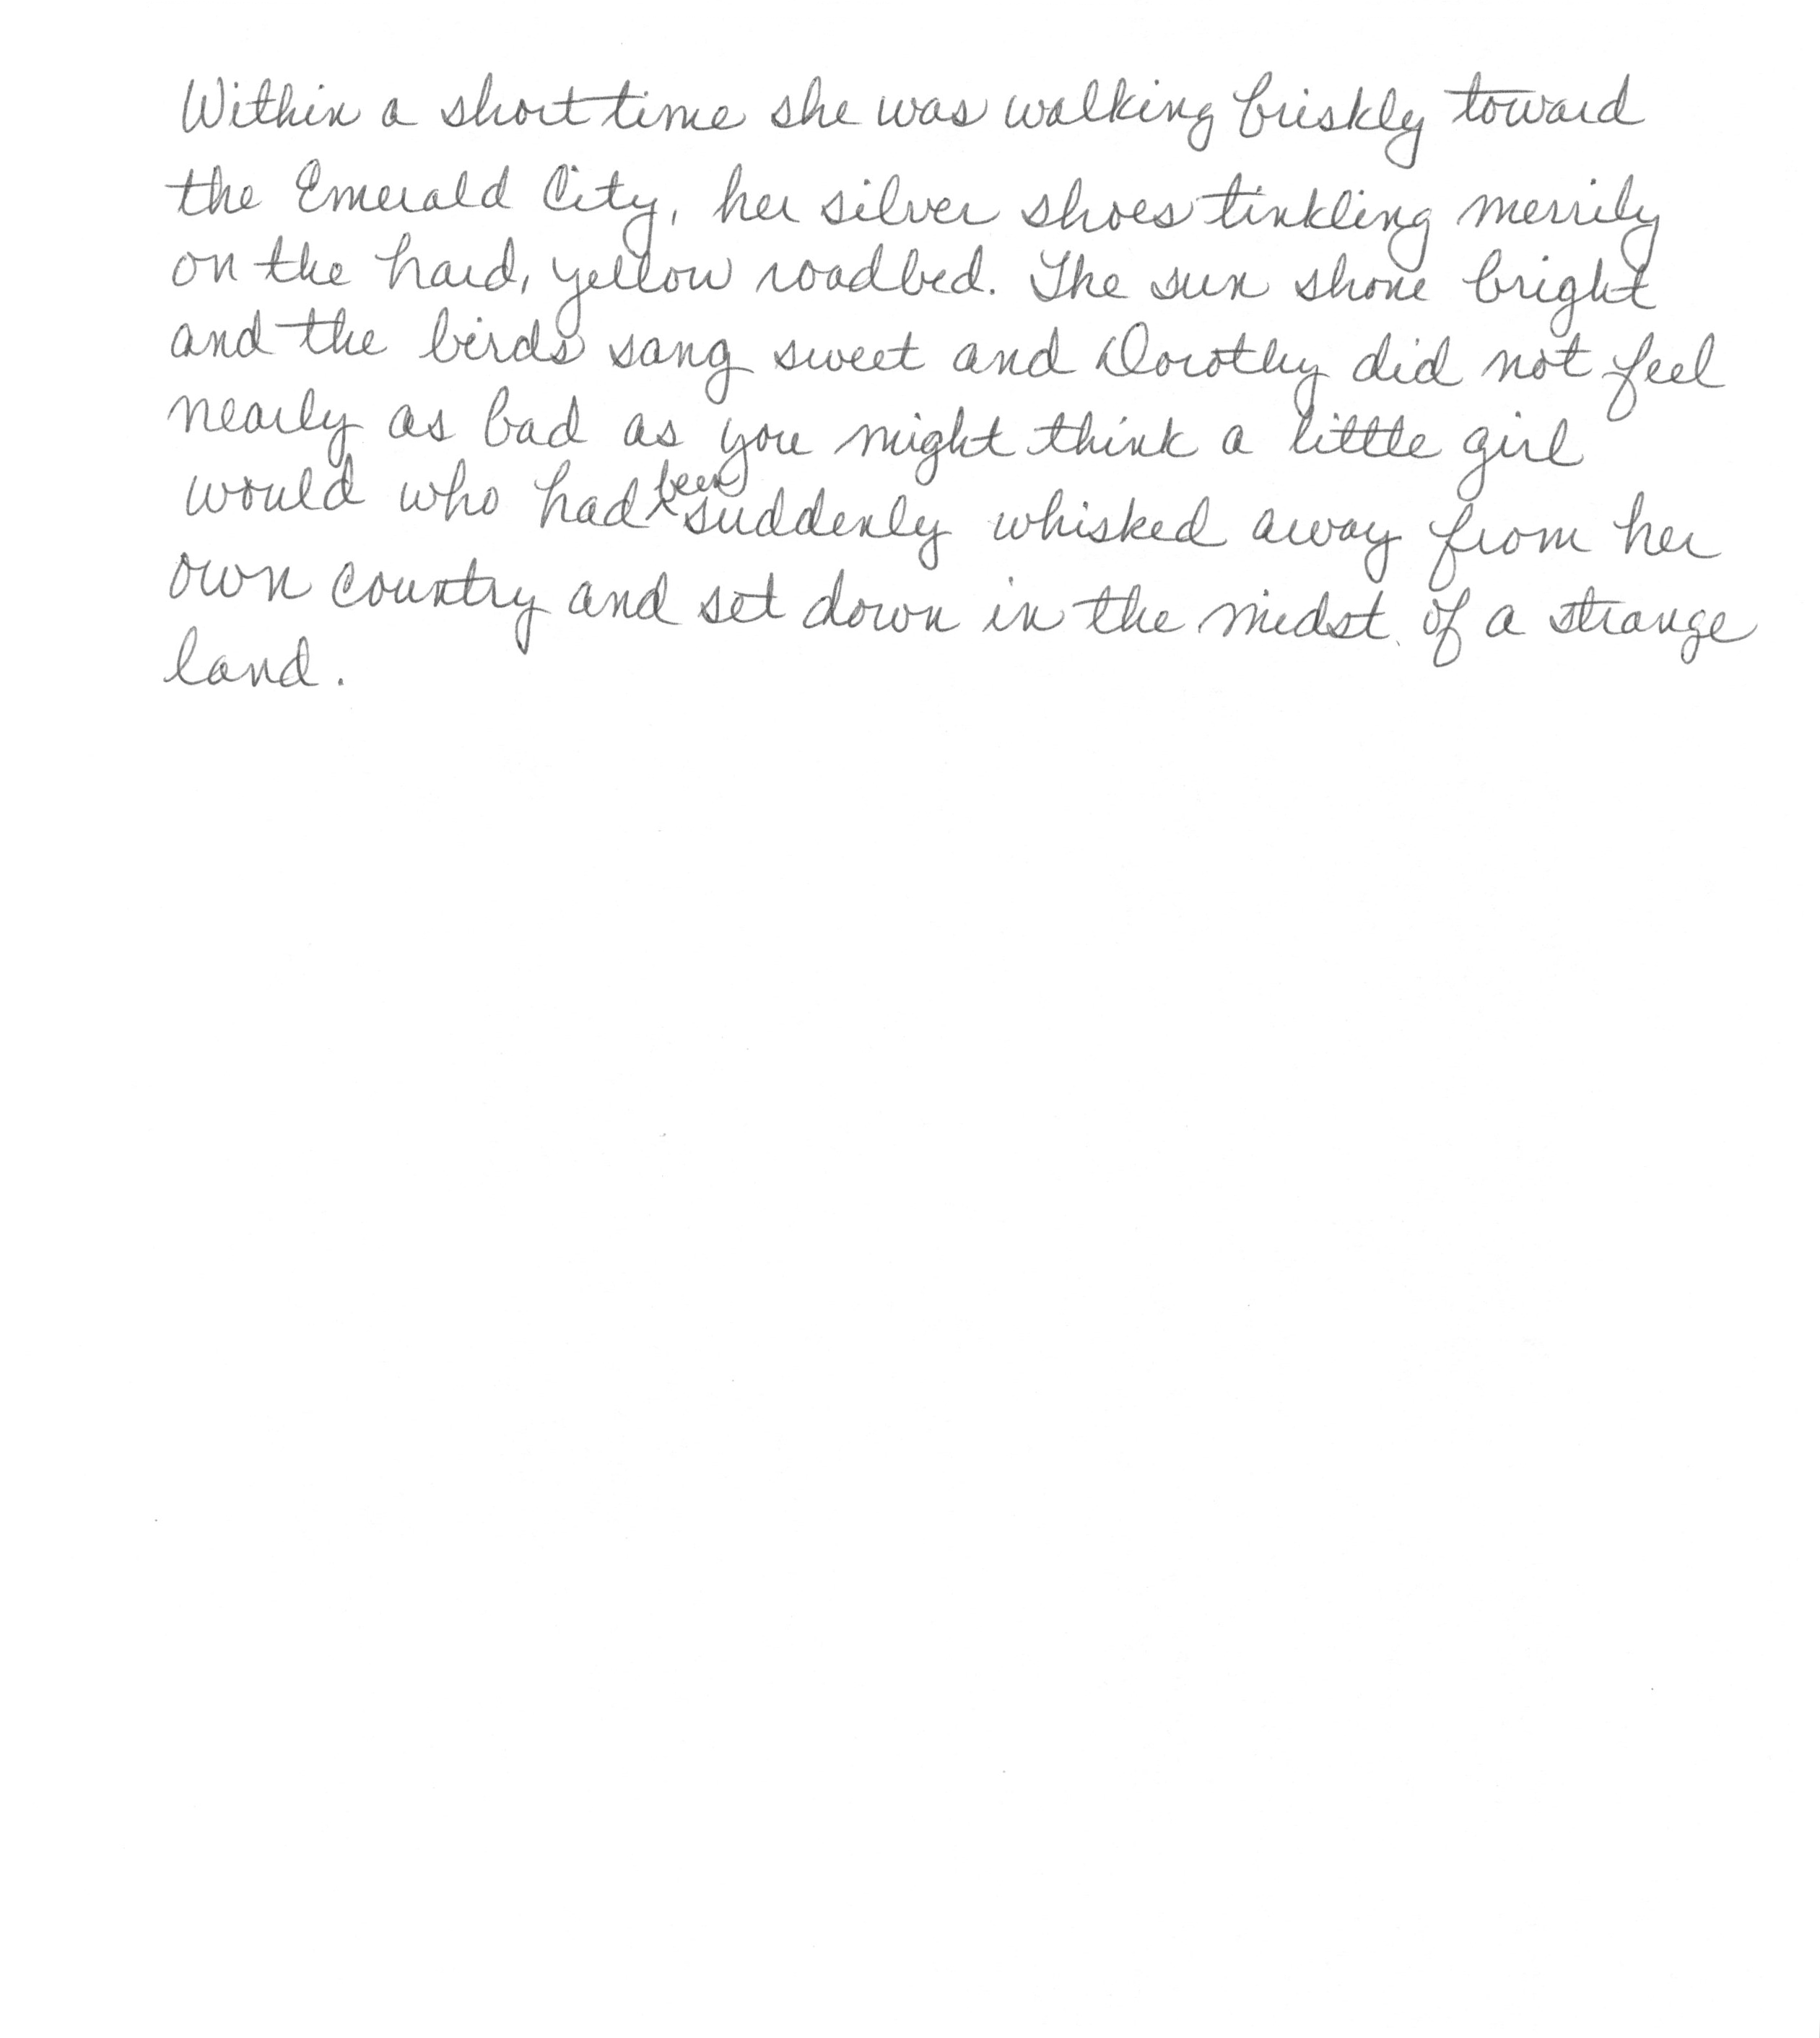 Within a short time she was walking briskly toward
the Emerald City, her silver shoes tinkling merrily
on the hard, yellow roadbed. The sun shone bright
and the birds sang sweet and Dorothy did not feel
nearly as bad as you might think a little girl
would who had been suddenly whisked away from her
own country and set down in the midst of a strange
land.